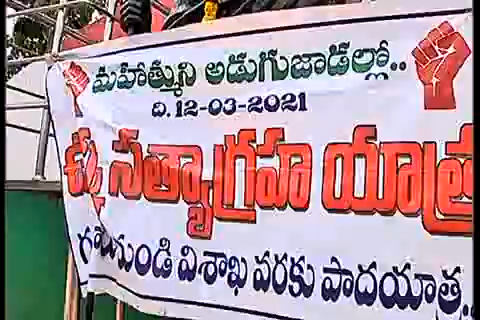 మహాత్ముని అడుగుజాడల్లో..
ది. 12-03-2021
సత్యాగ్రహ యాత్ర
నుండి విశాఖ వరకు పాదయాత్ర..